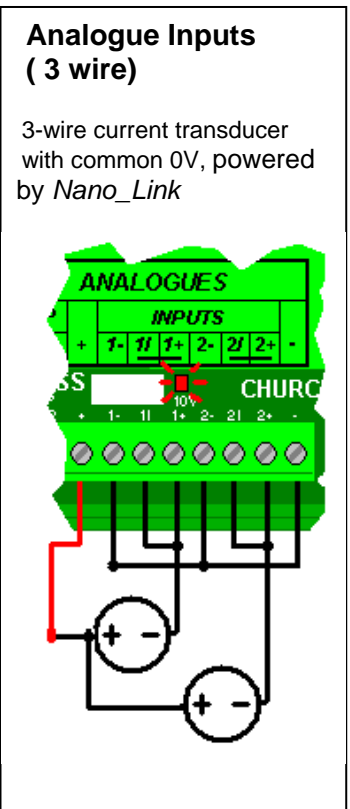 Analogue Inputs
( 3 wire)
3-wire current transducer
with common 0V, powered
by Nano_Link
ANALOGUES
INPUTS
+ 1- 1I 1+ 2- 2I 2+ -
SS CHURC
10V
+ 1- 1I 1+ 2- 2I 2+ -
+ -
+ -